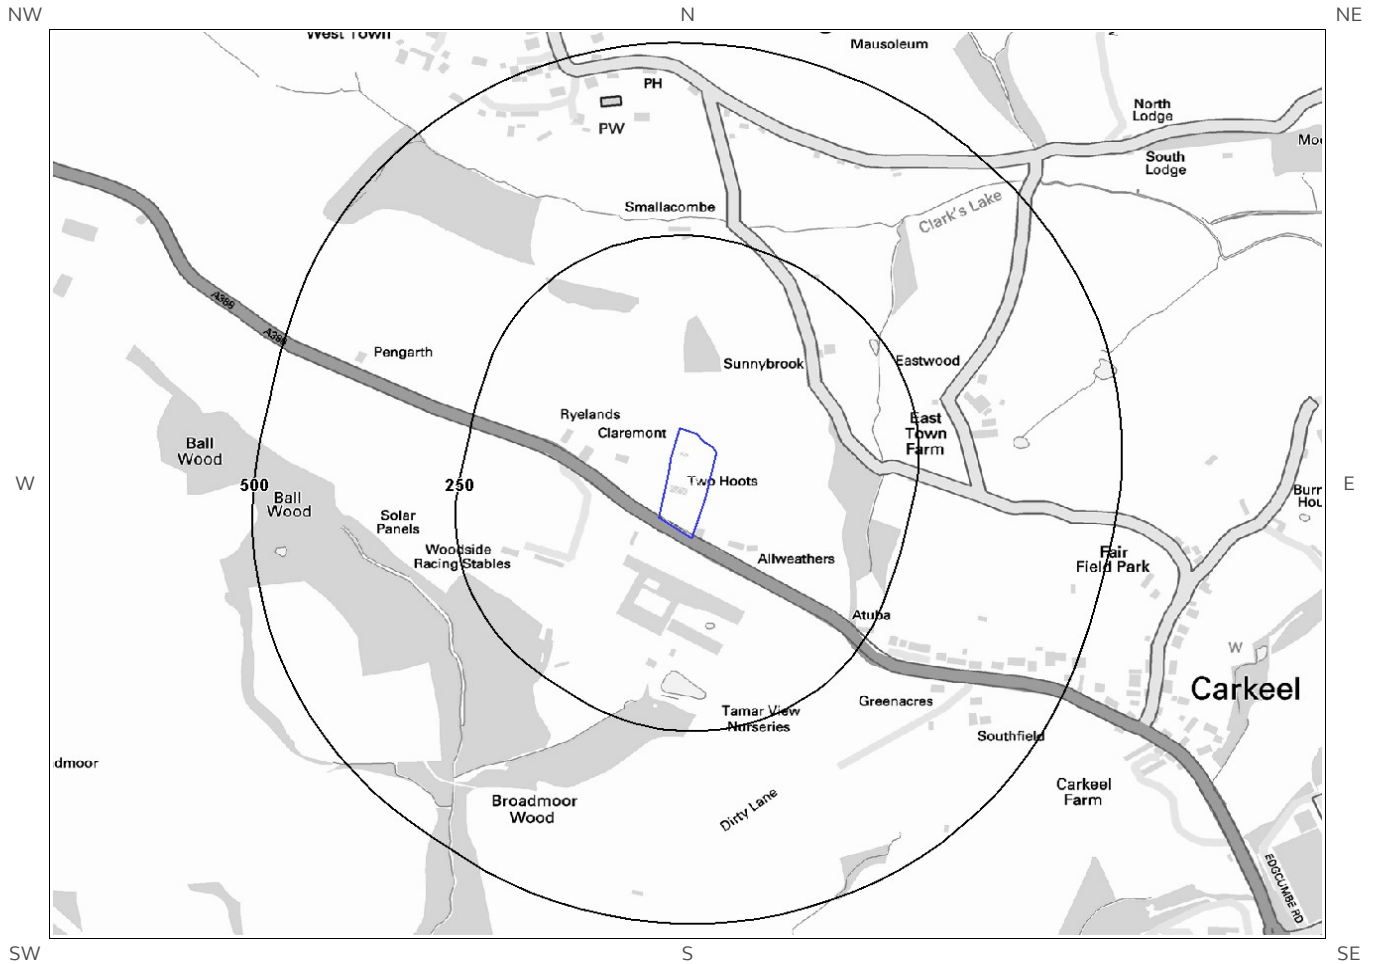 NW
N
NE
West Town
Mausoleum
PH
PW
North
Lodge
South
Lodge
Smallacombe
Clark's Lake
A388
A388
Pengarth
Sunnybrook
Eastwood
Ryelands
Claremont
East
Town
Farm
Ball
Wood
W
500
250
Two Hoots
E
Ball
Wood
Solar
Panels
Woodside
Racing Stables
Allweathers
Fair
Field Park
Atuba
W
Carkeel
Greenacres
Tamar View
Nurseries
Southfield
Carkeel
Farm
Broadmoor
Wood
Dirty Lane
EDGCUMBE RD
SW
S
SE